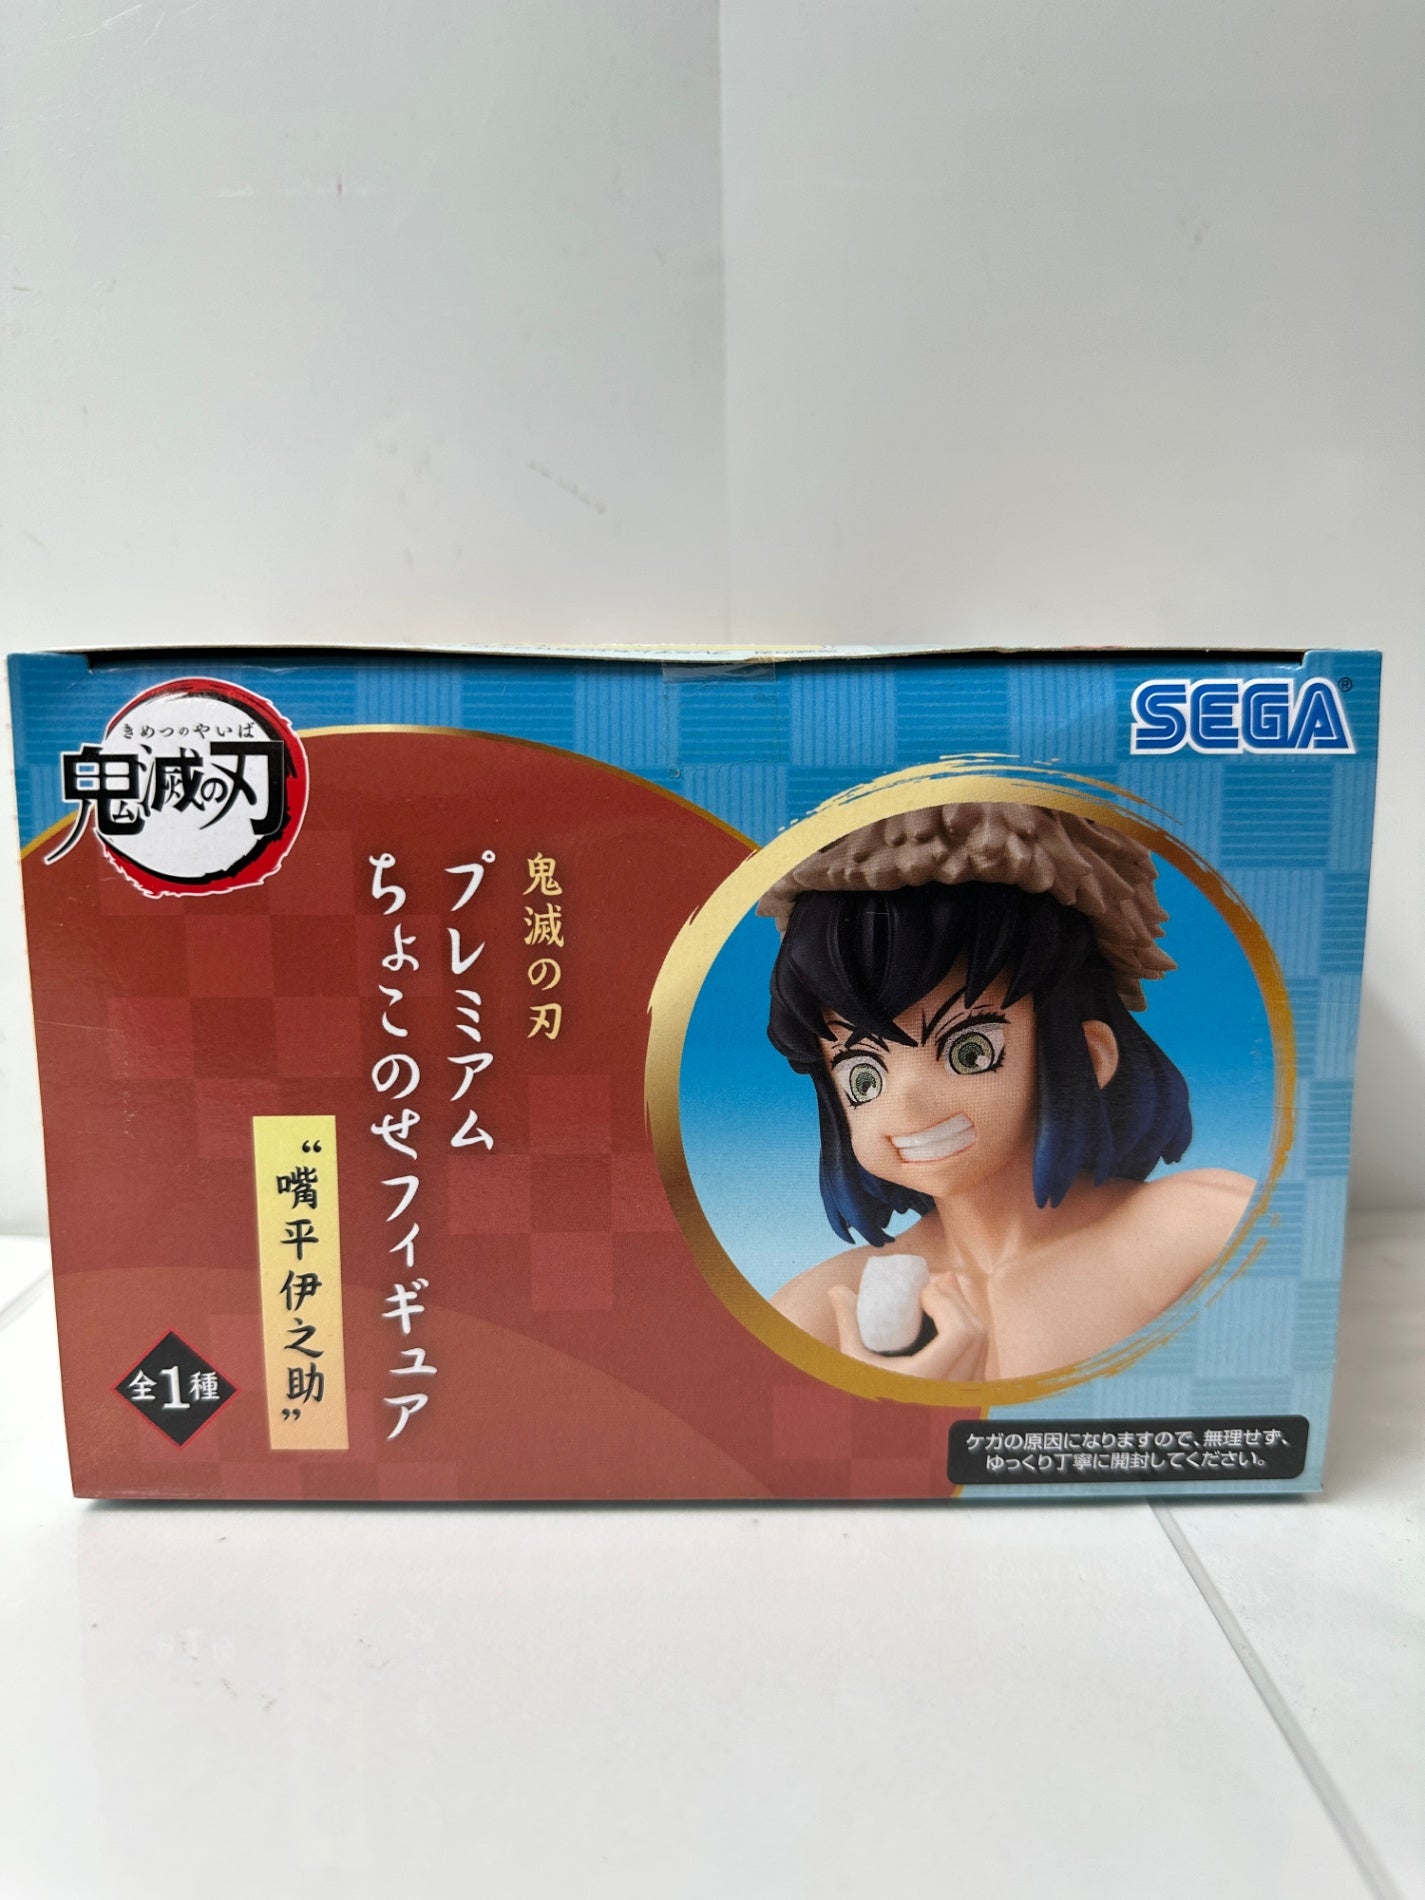 きめつのやいば
鬼滅の刃
SEGA®
鬼滅の刃
プレミアム
ちょこのせフィギュア
“嘴平伊之助”
全1種
ケガの原因になりますので、無理せず、
ゆっくり丁寧に開封してください。